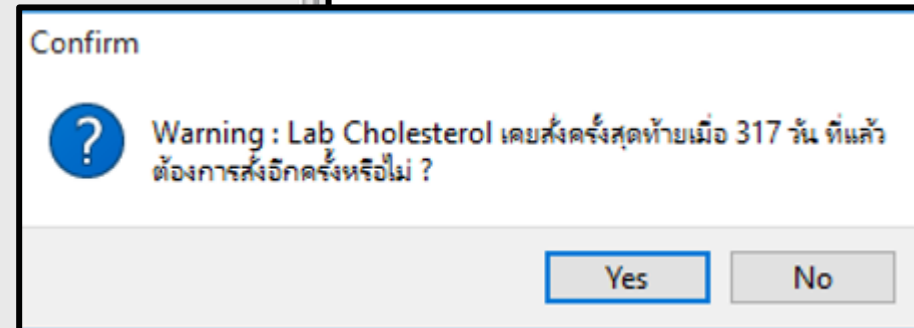 Confirm
Warning : Lab Cholesterol เคยสั่งครั้งสุดท้ายเมื่อ 317 วัน ที่แล้ว
ต้องการสั่งอีกครั้งหรือไม่ ?
Yes No